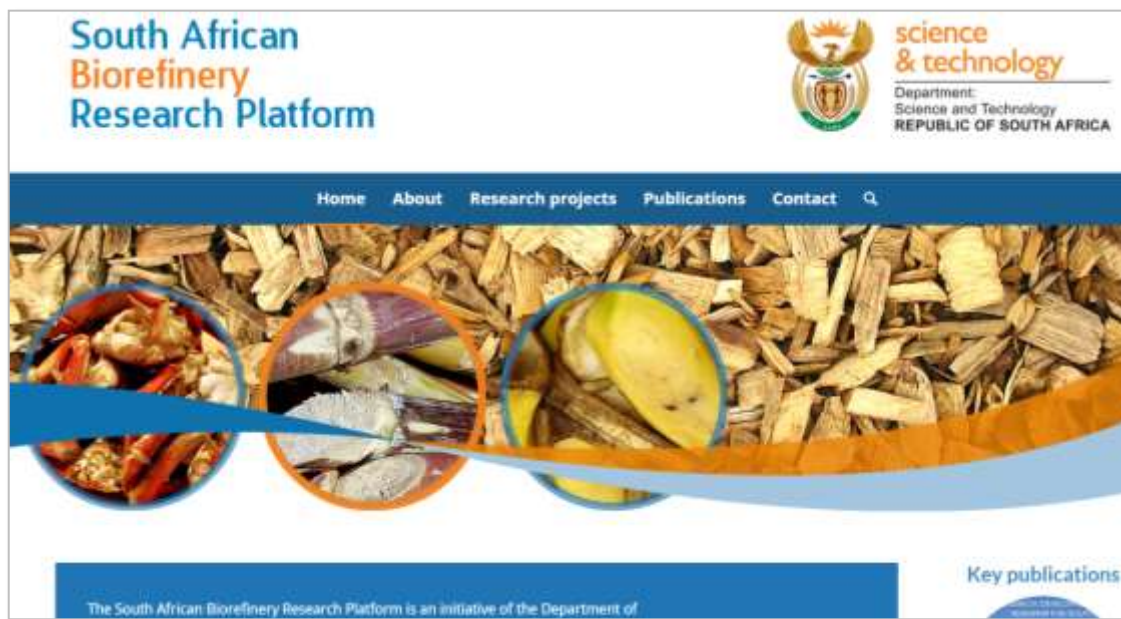 South African
Biorefinery
Research Platform
science
& technology
Department:
Science and Technology
REPUBLIC OF SOUTH AFRICA
Home About Research projects Publications Contact
Key publications
The South African Biorefinery Research Platform is an initiative of the Department of